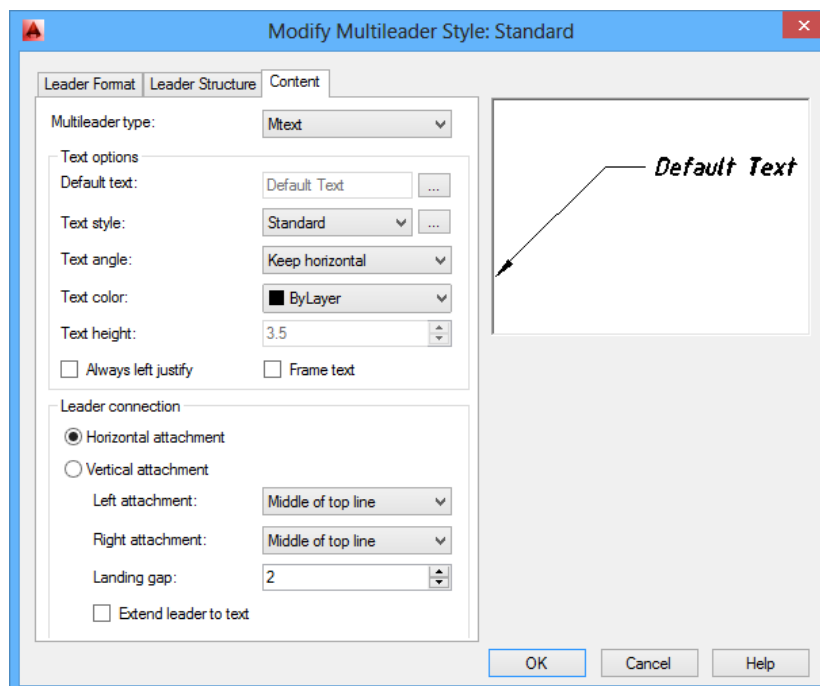 Modify Multileader Style: Standard
Leader Format Leader Structure Content
Multileader type: Mtext
Text options
Default text: Default Text ...
Text style: Standard ...
Text angle: Keep horizontal
Text color: ByLayer
Text height: 3.5
Always left justify Frame text
Leader connection
Horizontal attachment
Vertical attachment
Left attachment: Middle of top line
Right attachment: Middle of top line
Landing gap: 2
Extend leader to text
Default Text
OK Cancel Help